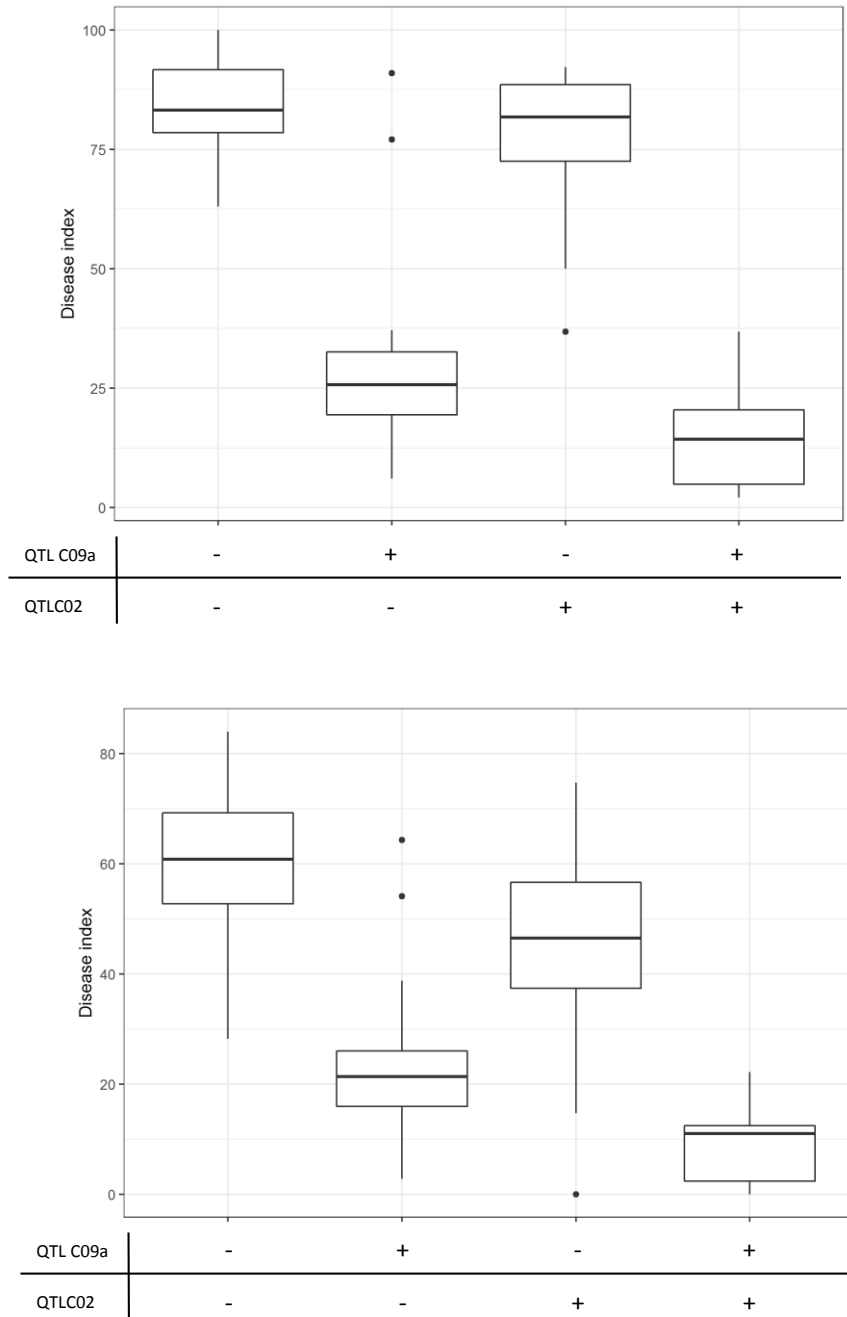 100
75
50
25
0
Disease index
QTL C09a - + - +
QTLC02 - - + +
80
60
40
20
0
Disease index
QTL C09a - + - +
QTLC02 - - + +